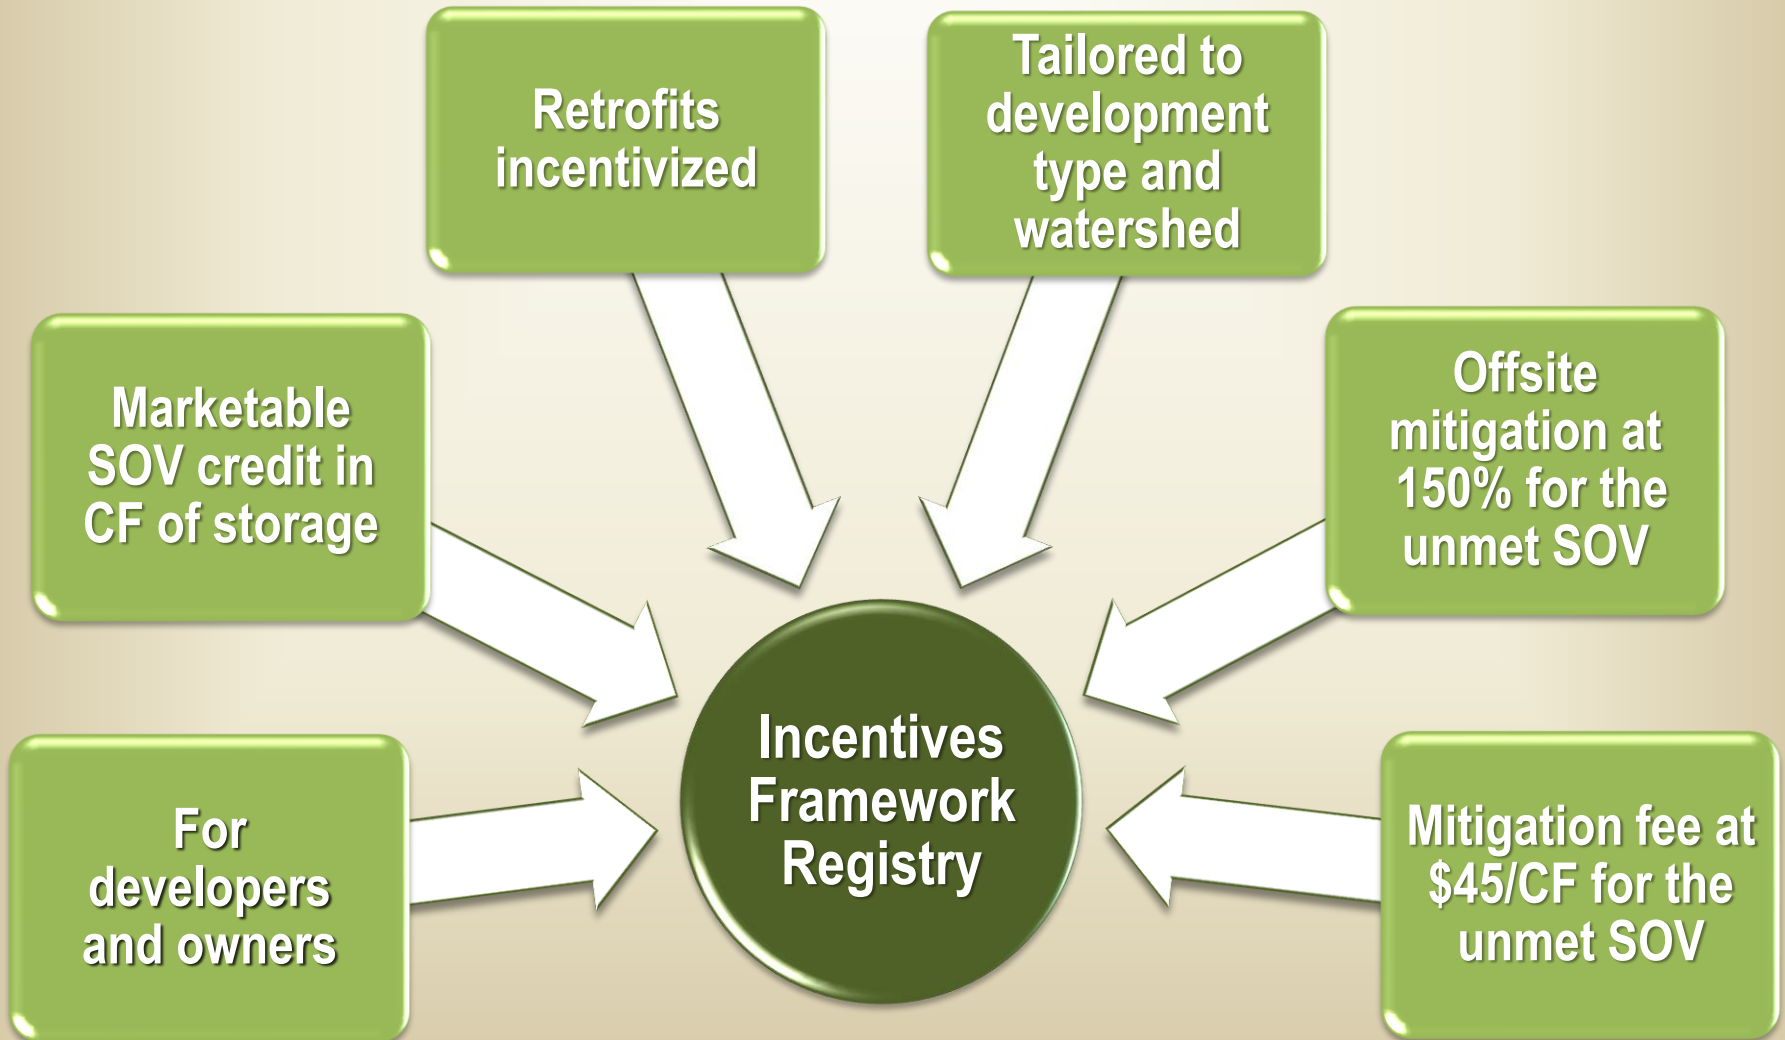 Retrofits
incentivized
Tailored to
development
type and
watershed
Marketable
SOV credit in
CF of storage
Offsite
mitigation at
150% for the
unmet SOV
For
developers
and owners
Incentives
Framework
Registry
Mitigation fee at
$45/CF for the
unmet SOV